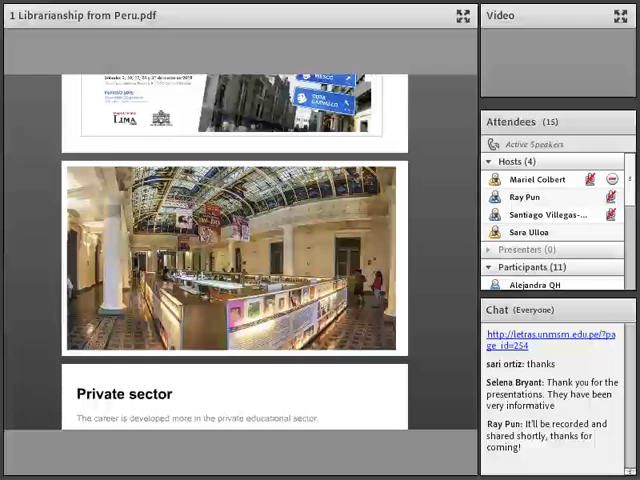 1 Librarianship from Peru.pdf
LIMA
Private sector
The career is developed more in the private educational sector.
Video
Attendees (15)
Active Speakers
Hosts (4)
Mariel Colbert
Ray Pun
Santiago Villegas-...
Sara Ulloa
Presenters (0)
Participants (11)
Alejandra QH
Chat (Everyone)
http://letras.unmsm.edu.pe/?pa
ge_id=254
sari ortiz: thanks
Selena Bryant: Thank you for the
presentations. They have been
very informative
Ray Pun: It'll be recorded and
shared shortly, thanks for
coming!